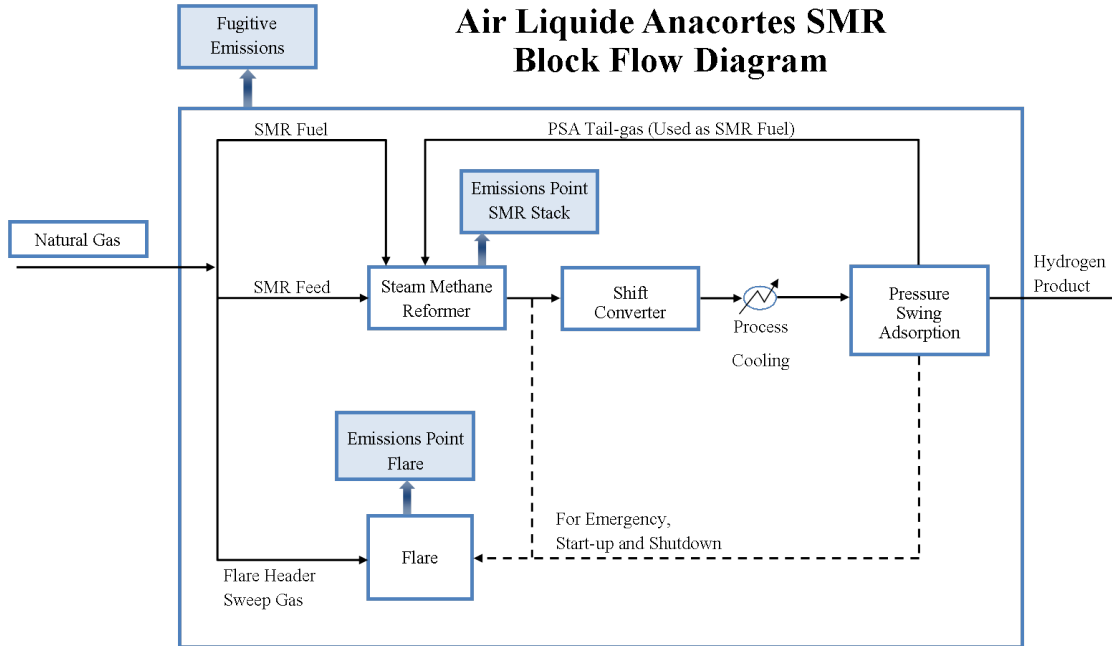 Air Liquide Anacortes SMR
Block Flow Diagram
Fugitive
Emissions
SMR Fuel
PSA Tail-gas (Used as SMR Fuel)
Emissions Point
SMR Stack
Natural Gas
SMR Feed
Steam Methane
Reformer
Shift
Converter
Process
Cooling
Pressure
Swing
Adsorption
Hydrogen
Product
Emissions Point
Flare
For Emergency,
Start-up and Shutdown
Flare
Flare Header
Sweep Gas